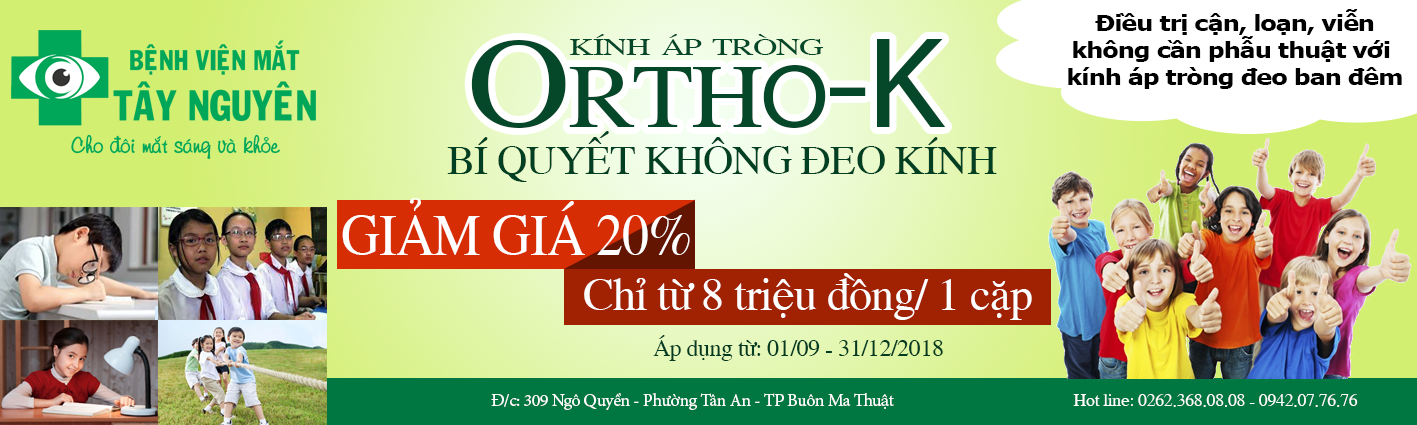 BỆNH VIỆN MẮT
TÂY NGUYÊN
Cho đôi mắt sáng và khỏe
KÍNH ÁP TRÒNG
ORTHO-K
BÍ QUYẾT KHÔNG ĐEO KÍNH
Điều trị cận, loạn, viễn
không cần phẫu thuật với
kính áp tròng đeo ban đêm
GIẢM GIÁ 20%
Chỉ từ 8 triệu đồng/ 1 cặp
Áp dụng từ: 01/09 - 31/12/2018
Đ/c: 309 Ngô Quyền - Phường Tân An - TP Buôn Ma Thuật
Hot line: 0262.368.08.08 - 0942.07.76.76